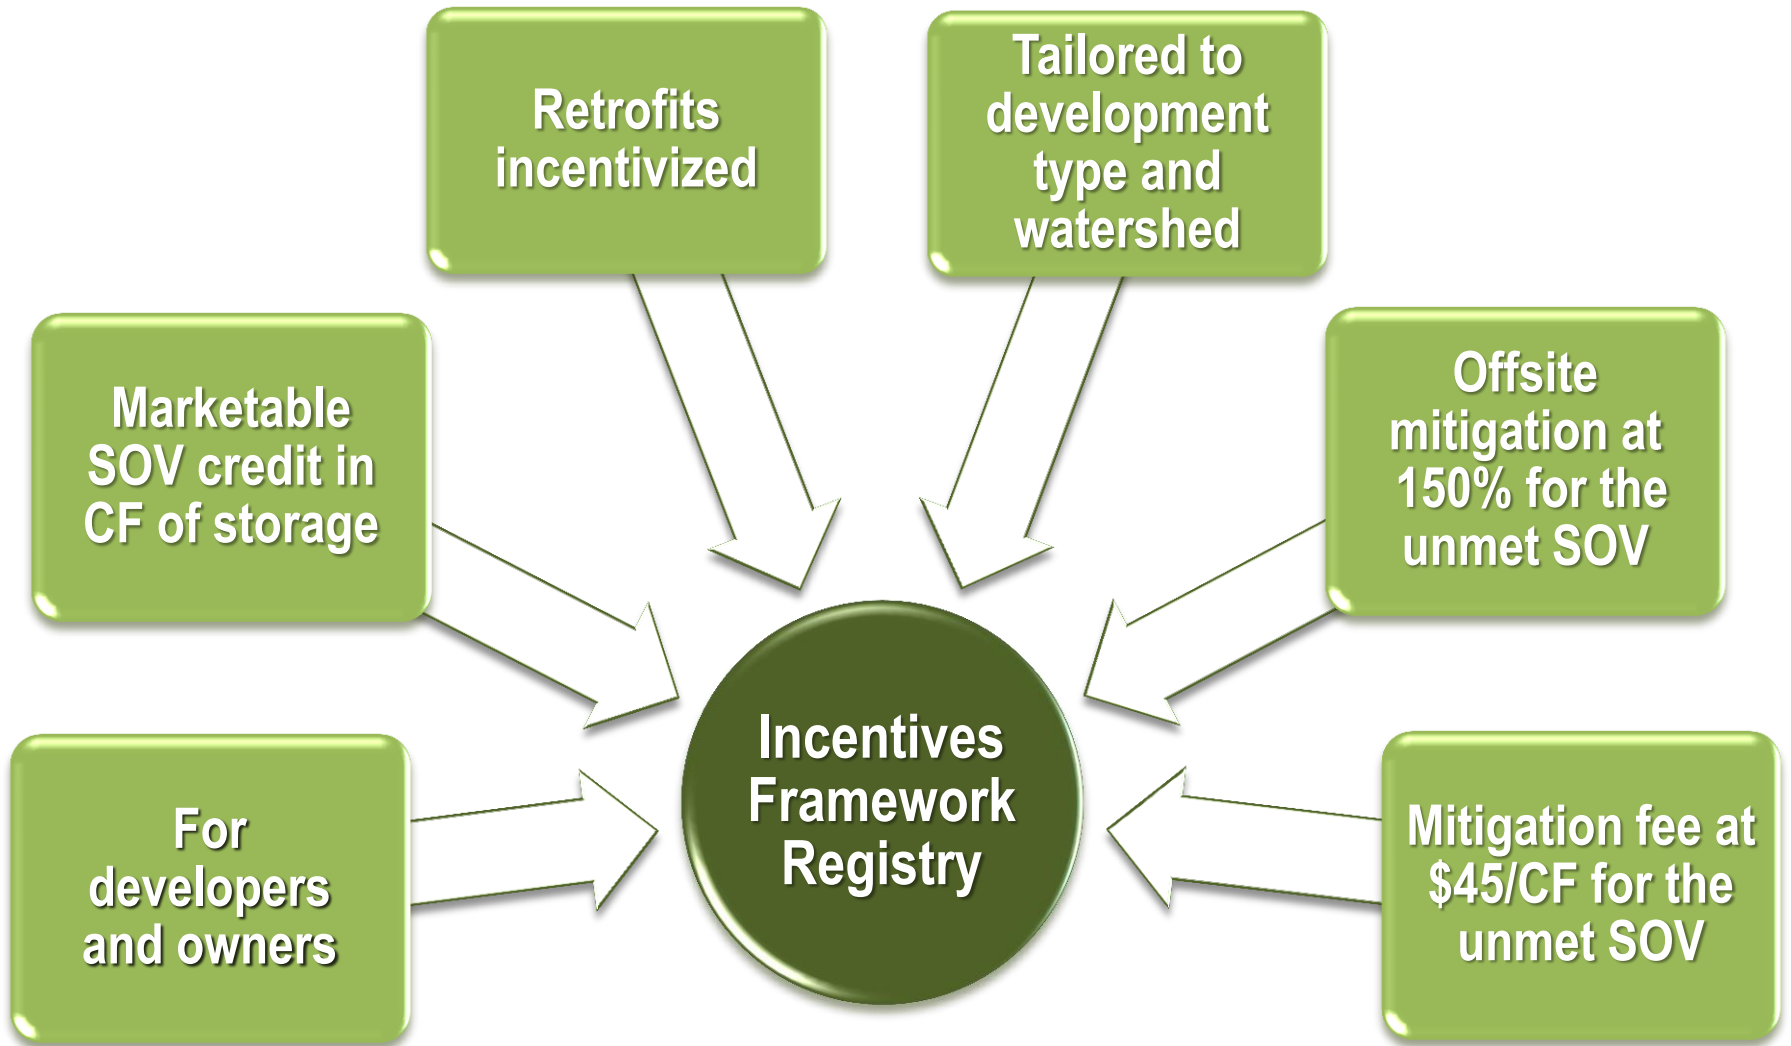 Retrofits
incentivized
Tailored to
development
type and
watershed
Marketable
SOV credit in
CF of storage
Offsite
mitigation at
150% for the
unmet SOV
For
developers
and owners
Incentives
Framework
Registry
Mitigation fee at
$45/CF for the
unmet SOV